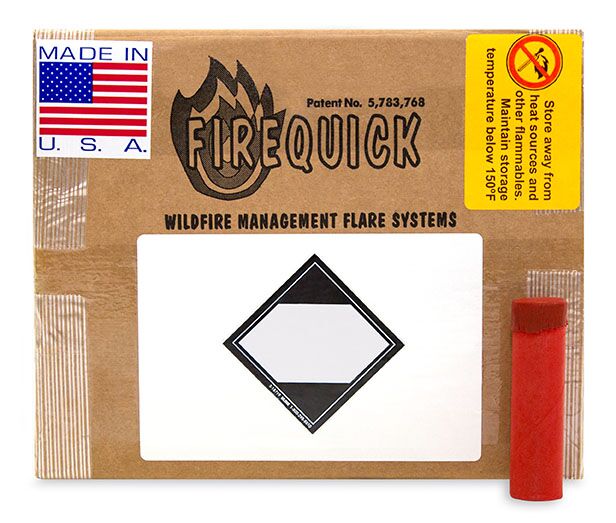 MADE IN
U. S. A.
Patent No. 5,783,768
FIREQUICK
WILDFIRE MANAGEMENT FLARE SYSTEMS
Store away from
heat sources and
other flammables.
Maintain storage
temperature below 150°F